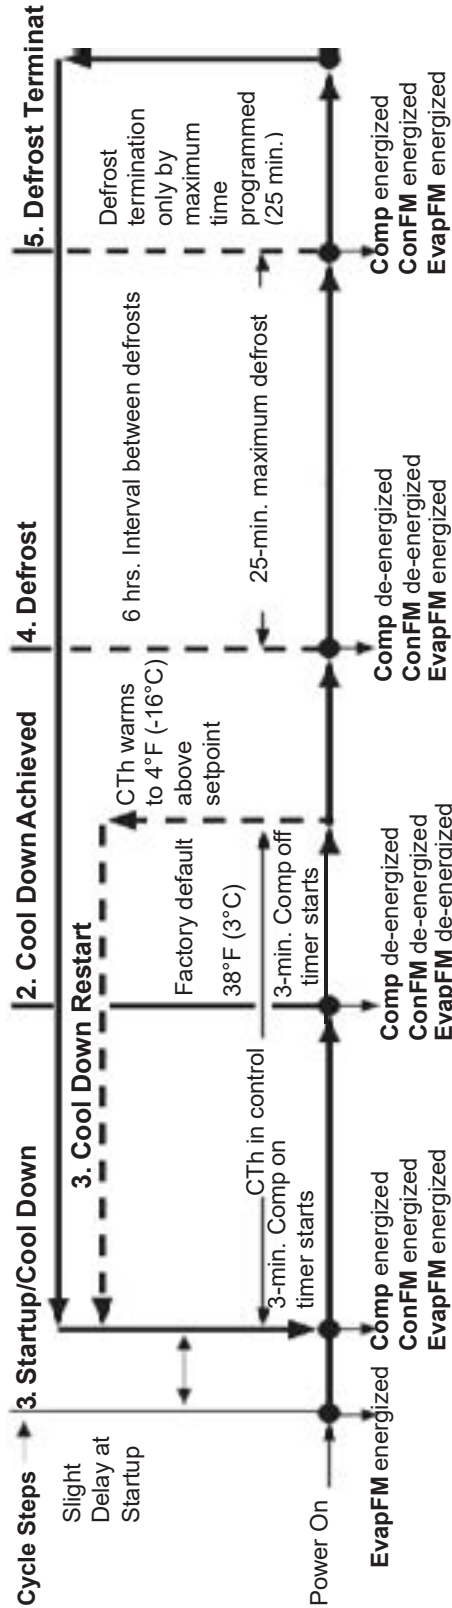 Cycle Steps
3. Startup/Cool Down
2. Cool Down Achieved
4. Defrost
5. Defrost Terminat
3. Cool Down Restart
Slight
Delay at
Startup
Factory default
38°F (3°C)
CTh warms
to 4°F (-16°C)
above
setpoint
6 hrs. Interval between defrosts
Defrost
termination
only by
maximum
time
programmed
(25 min.)
CTh in control
3-min. Comp on
timer starts
3-min. Comp off
timer starts
25-min. maximum defrost
Power On
EvapFM energized
Comp energized
ConFM energized
EvapFM energized
Comp de-energized
ConFM de-energized
EvapFM de-energized
Comp de-energized
ConFM de-energized
EvapFM energized
Comp energized
ConFM energized
EvapFM energized